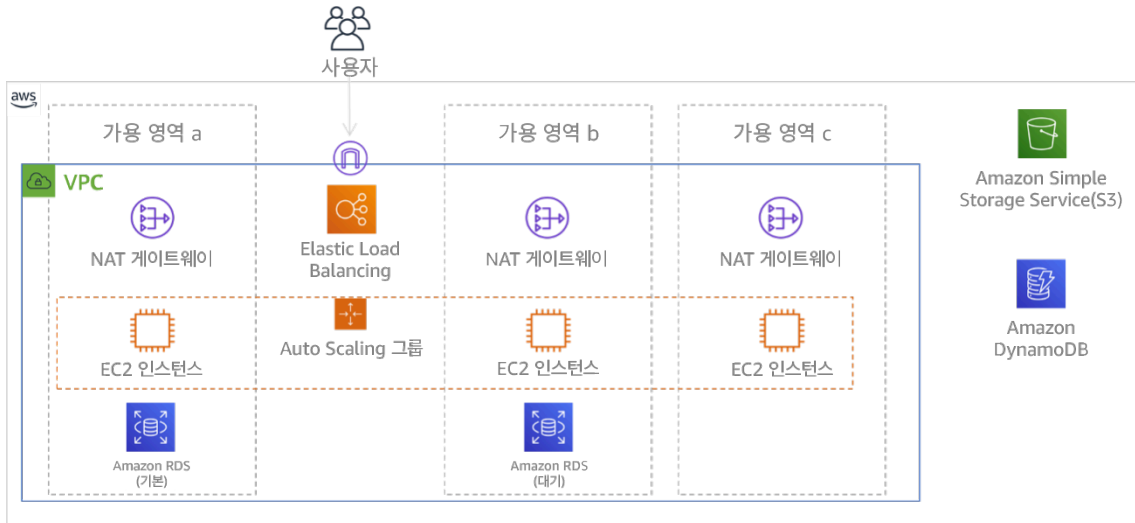 사용자
aws
가용 영역 a
가용 영역 b
가용 영역 c
VPC
NAT 게이트웨이
Elastic Load
Balancing
NAT 게이트웨이
NAT 게이트웨이
Amazon Simple
Storage Service(S3)
Amazon
DynamoDB
EC2 인스턴스
Auto Scaling 그룹
EC2 인스턴스
EC2 인스턴스
Amazon RDS
(기본)
Amazon RDS
(대기)